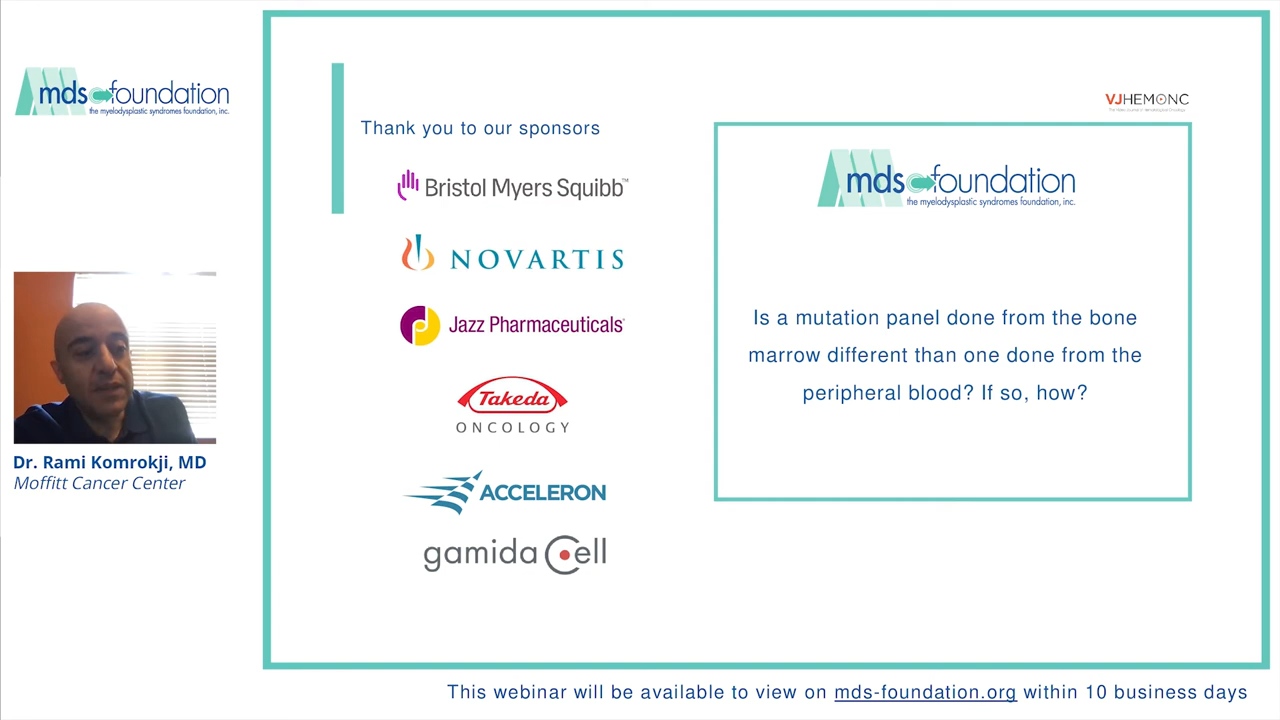 mds foundation
the myelodysplastic syndromes foundation, inc.
Dr. Rami Komrokji, MD
Moffitt Cancer Center
Thank you to our sponsors
Bristol Myers Squibb™
NOVARTIS
Jazz Pharmaceuticals
Takeda
ONCOLOGY
ACCELERON
gamida Cell
VJHEMONC
mds foundation
the myelodysplastic syndromes foundation, inc.
Is a mutation panel done from the bone
marrow different than one done from the
peripheral blood? If so, how?
This webinar will be available to view on mds-foundation.org within 10 business days